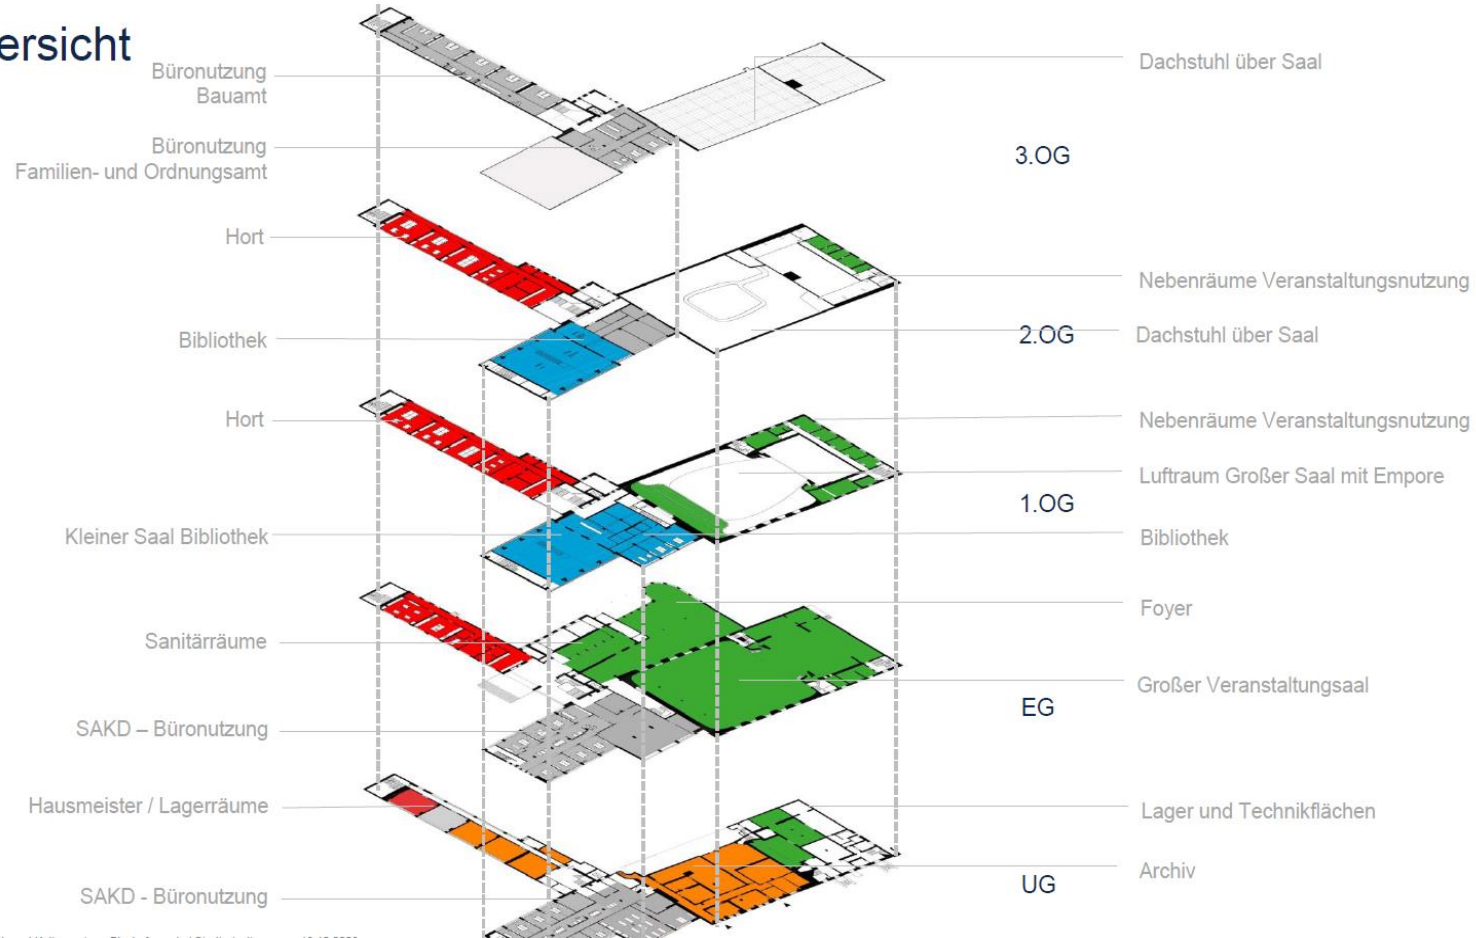 ersicht
Büronutzung
Bauamt
Dachstuhl über Saal
Büronutzung
Familien- und Ordnungsamt
3.OG
Hort
Nebenräume Veranstaltungsnutzung
Bibliothek
2.OG
Dachstuhl über Saal
Hort
Nebenräume Veranstaltungsnutzung
Luftraum Großer Saal mit Empore
1.OG
Kleiner Saal Bibliothek
Bibliothek
Foyer
Sanitärräume
Großer Veranstaltungsaal
EG
SAKD – Büronutzung
Hausmeister / Lagerräume
Lager und Technikflächen
Archiv
UG
SAKD - Büronutzung